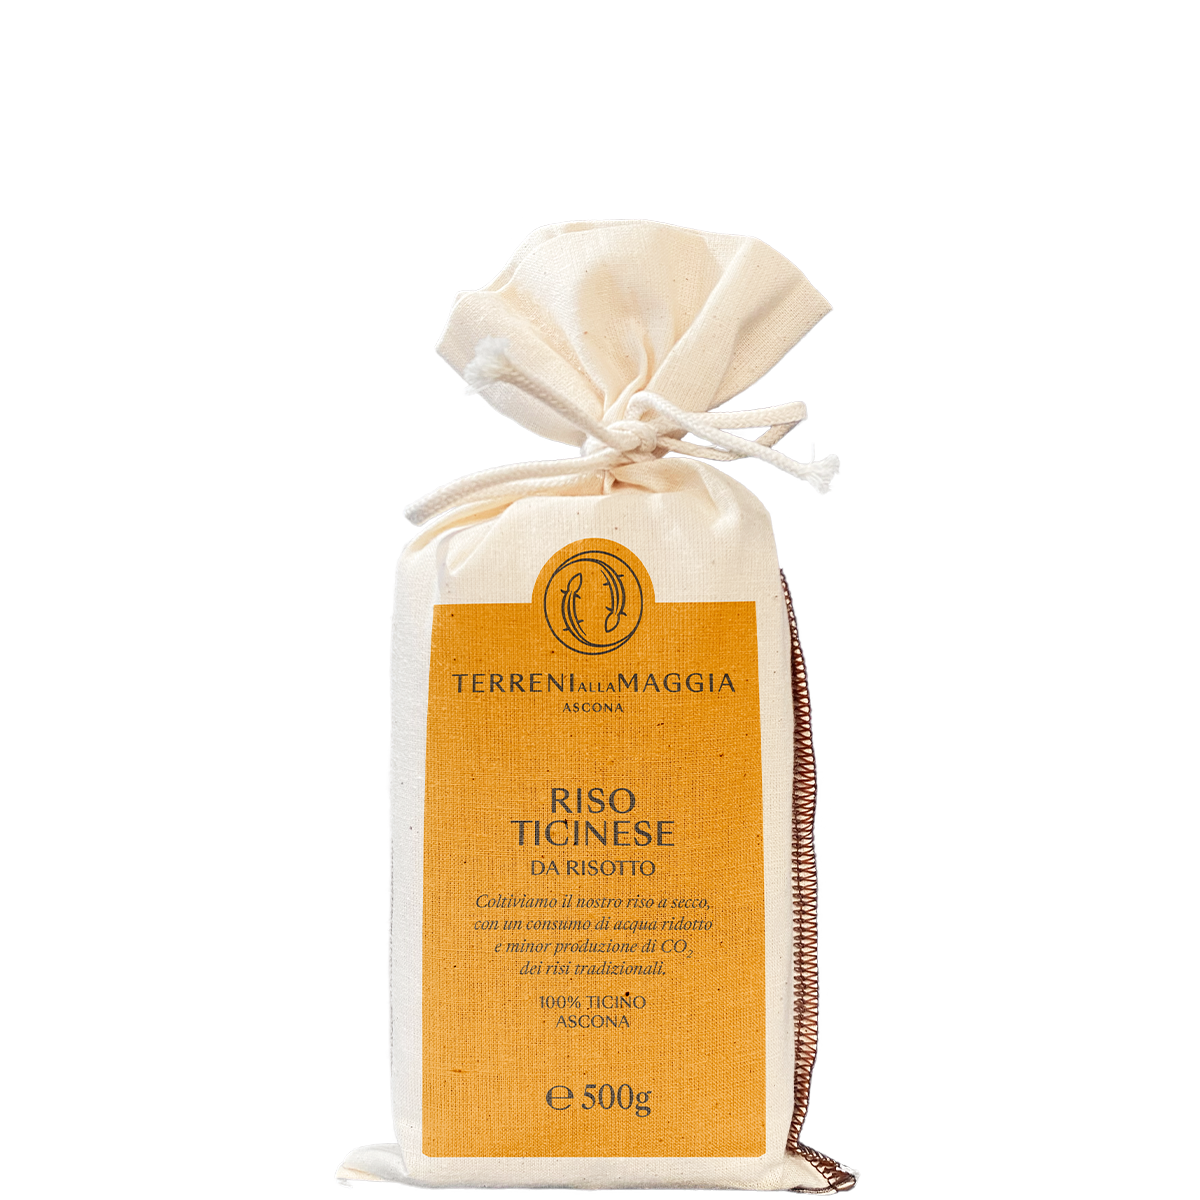 TERRENI ALLA MAGGIA
ASCONA
RISO
TICINESE
DA RISOTTO
Coltiviamo il nostro riso a secco,
con un consumo di acqua ridotto
e minor produzione di CO₂
dei risi tradizionali.
100% TICINO
ASCONA
℮ 500g